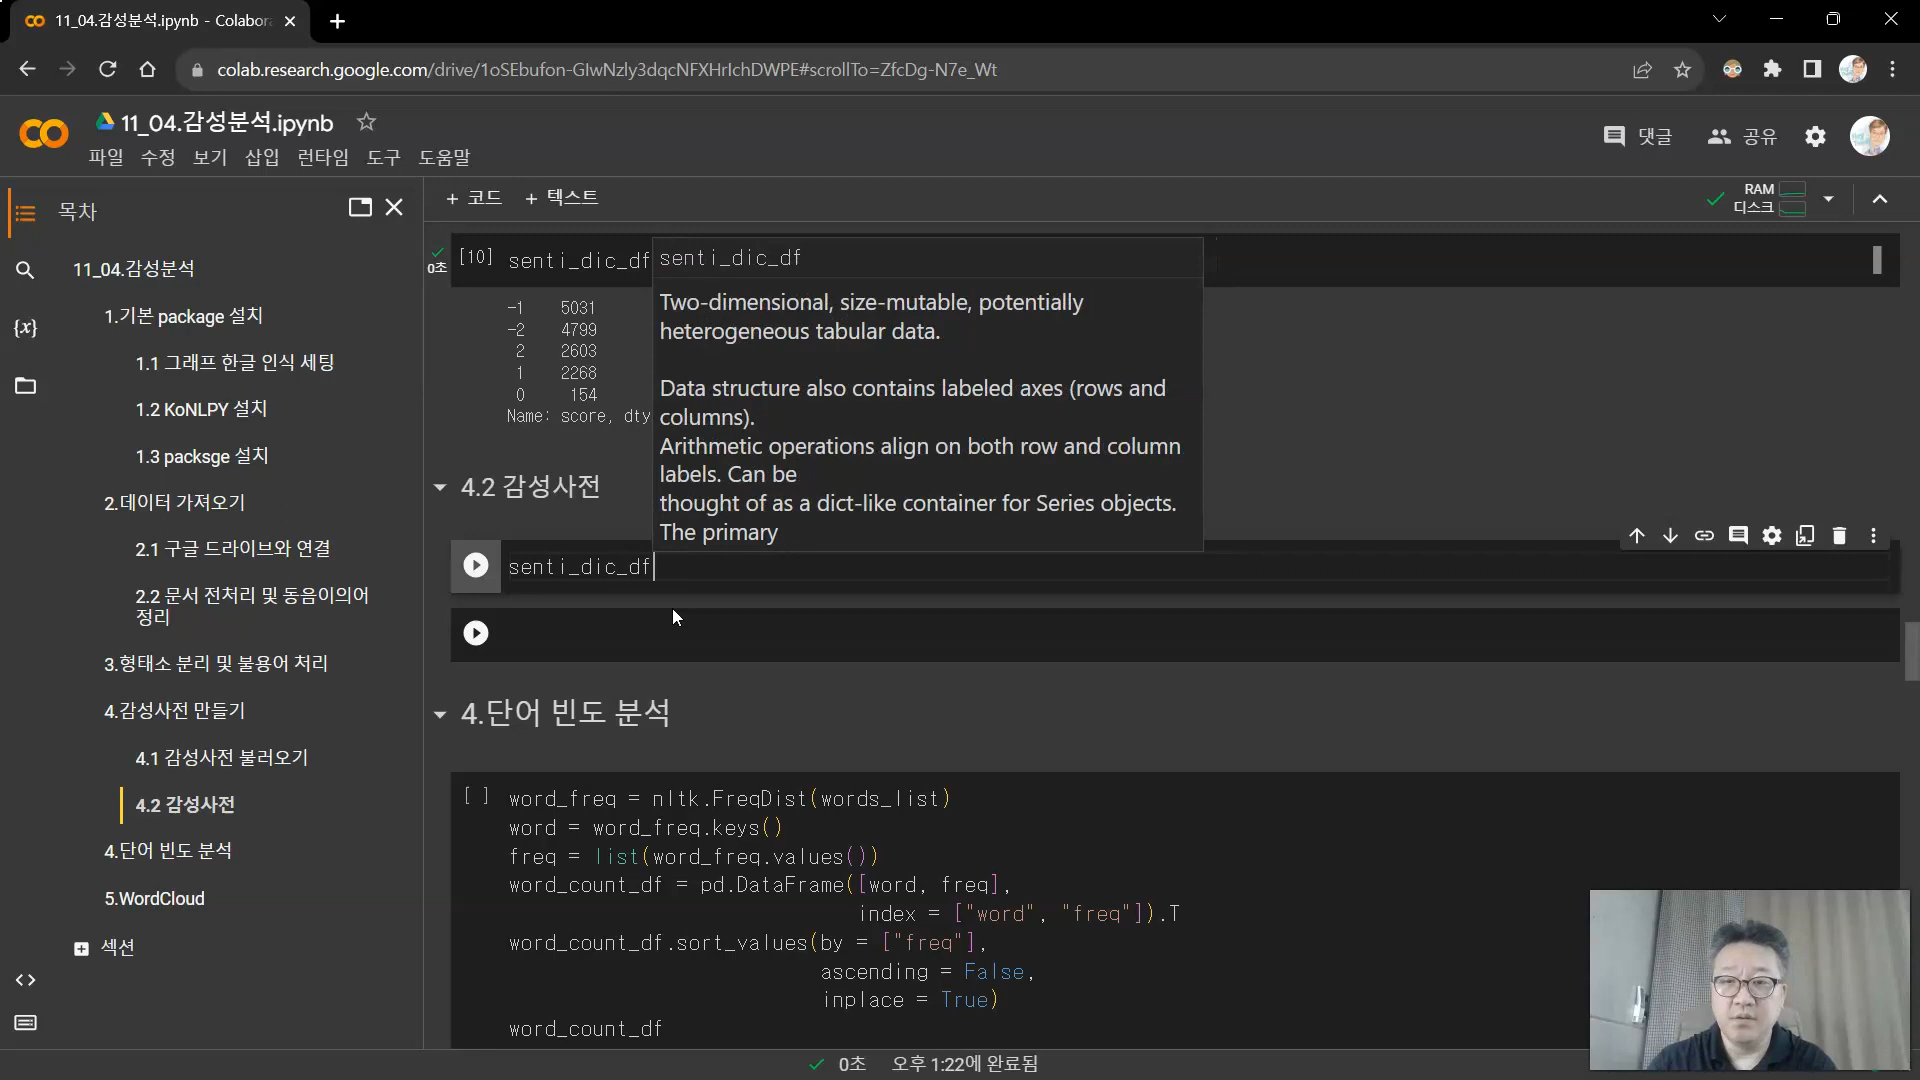 11_04.감성분석.ipynb - Colabora
colab.research.google.com/drive/1oSEbufon-GIwNzly3dqcNFXHrIchDWPE#scrollTo=ZfcDg-N7e_Wt
11_04.감성분석.ipynb
파일 수정 보기 삽입 런타임 도구 도움말
댓글 공유
목차
11_04.감성분석
1.기본 package 설치
1.1 그래프 한글 인식 세팅
1.2 KoNLPY 설치
1.3 packsge 설치
2.데이터 가져오기
2.1 구글 드라이브와 연결
2.2 문서 전처리 및 동음이의어
정리
3.형태소 분리 및 불용어 처리
4.감성사전 만들기
4.1 감성사전 불러오기
4.2 감성사전
4.단어 빈도 분석
5.WordCloud
섹션
+ 코드 + 텍스트
RAM
디스크
0초
[10] senti_dic_df
-1 5031
-2 4799
2 2603
1 2268
0 154
Name: score, dty
senti_dic_df
Two-dimensional, size-mutable, potentially
heterogeneous tabular data.
Data structure also contains labeled axes (rows and
columns).
Arithmetic operations align on both row and column
labels. Can be
thought of as a dict-like container for Series objects.
The primary
4.2 감성사전
senti_dic_df
4.단어 빈도 분석
[ ] word_freq = nltk.FreqDist(words_list)
word = word_freq.keys()
freq = list(word_freq.values())
word_count_df = pd.DataFrame([word, freq],
index = ["word", "freq"]).T
word_count_df.sort_values(by = ["freq"],
ascending = False,
inplace = True)
word_count_df
0초 오후 1:22에 완료됨